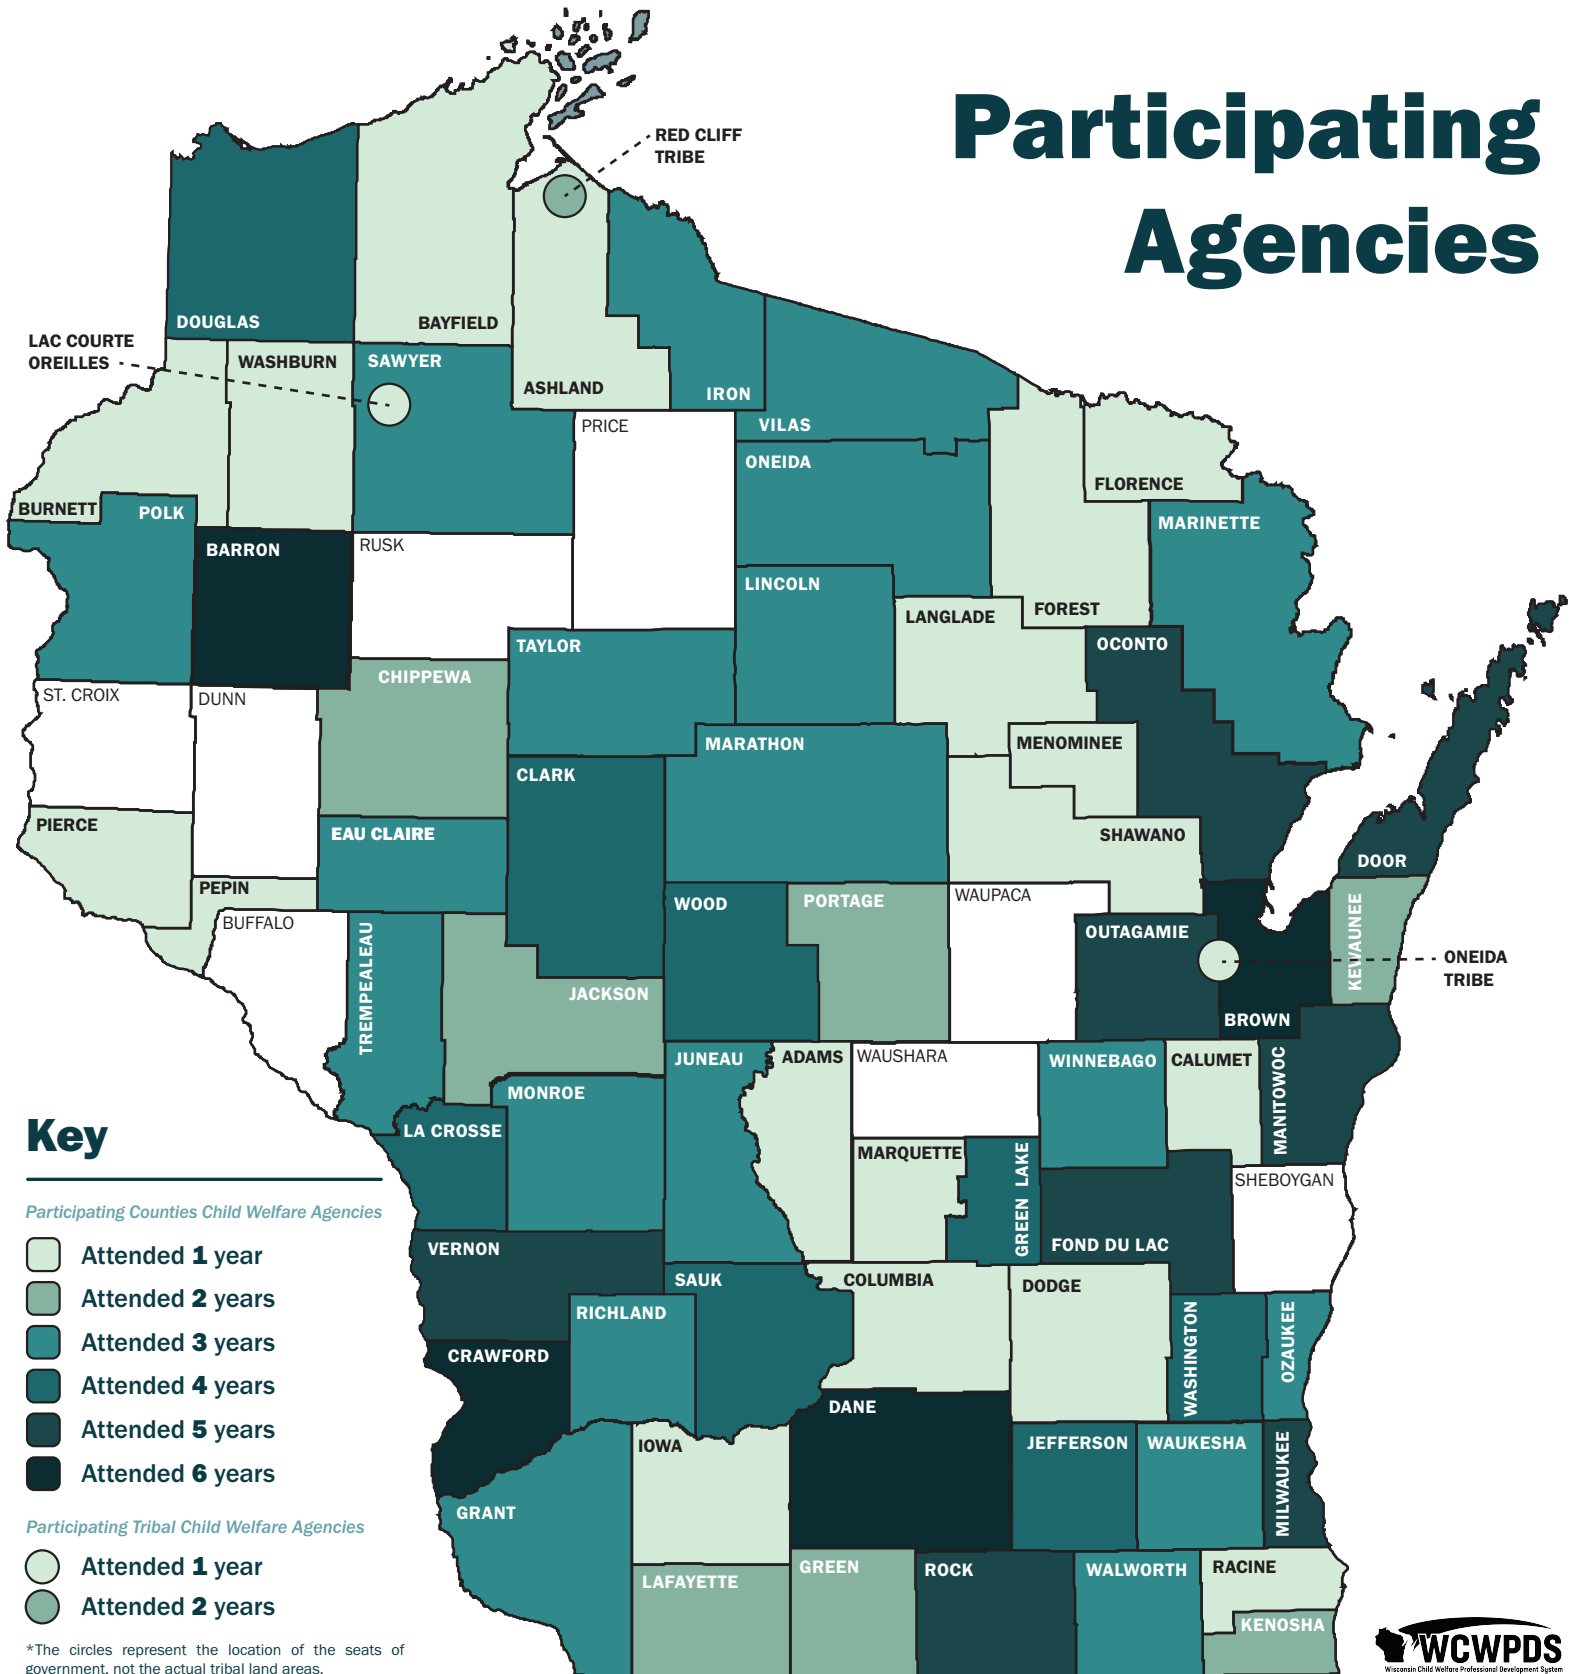 Participating
Agencies
RED CLIFF
TRIBE
DOUGLAS
BAYFIELD
LAC COURTE
OREILLES
WASHBURN
SAWYER
ASHLAND
IRON
PRICE
VILAS
ONEIDA
FLORENCE
BURNETT
POLK
MARINETTE
BARRON
RUSK
LINCOLN
LANGLADE
FOREST
TAYLOR
OCONTO
CHIPPEWA
ST. CROIX
DUNN
MARATHON
MENOMINEE
CLARK
PIERCE
EAU CLAIRE
SHAWANO
DOOR
PEPIN
WOOD
PORTAGE
WAUPACA
BUFFALO
TREMPEALEAU
OUTAGAMIE
KEWAUNEE
ONEIDA
TRIBE
JACKSON
BROWN
JUNEAU
ADAMS
WAUSHARA
WINNEBAGO
CALUMET
MANITOWOC
MONROE
LA CROSSE
MARQUETTE
GREEN LAKE
SHEBOYGAN
VERNON
FOND DU LAC
SAUK
COLUMBIA
DODGE
RICHLAND
WASHINGTON
OZAUKEE
CRAWFORD
DANE
IOWA
JEFFERSON
WAUKESHA
MILWAUKEE
GRANT
LAFAYETTE
GREEN
ROCK
WALWORTH
RACINE
KENOSHA
Key
Participating Counties Child Welfare Agencies
Attended 1 year
Attended 2 years
Attended 3 years
Attended 4 years
Attended 5 years
Attended 6 years
Participating Tribal Child Welfare Agencies
Attended 1 year
Attended 2 years
*The circles represent the location of the seats of
government, not the actual tribal land areas.
WCWPDS
Wisconsin Child Welfare Professional Development System